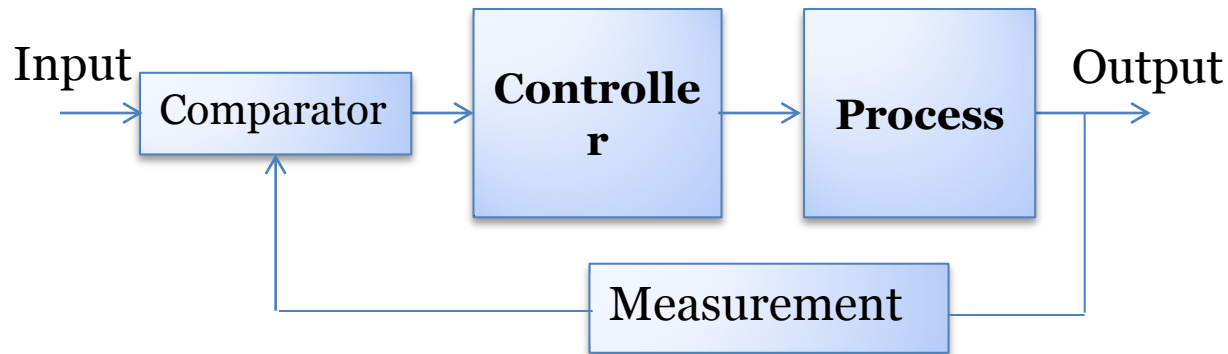 Input
Comparator
Controlle
r
Process
Output
Measurement